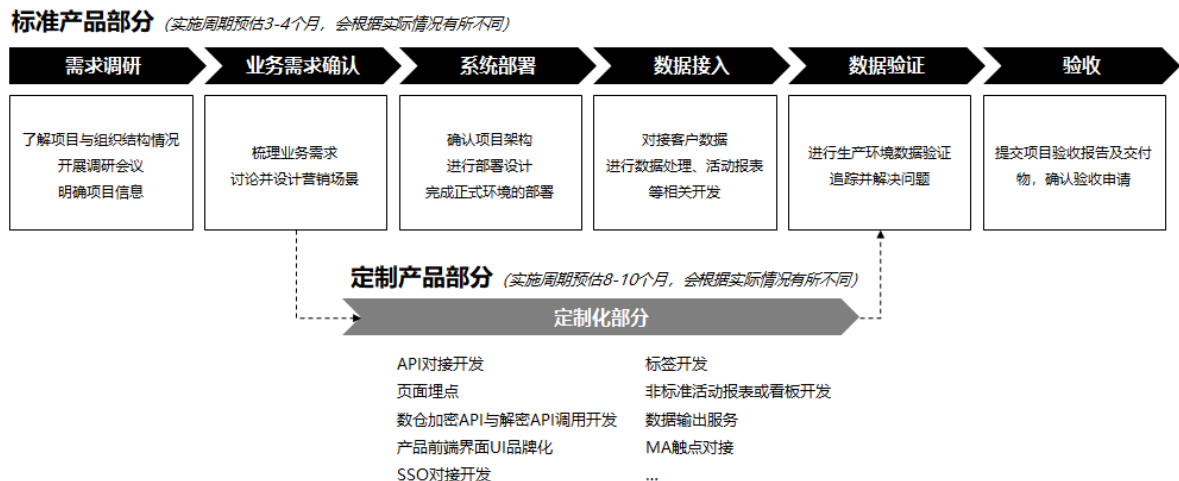 标准产品部分 (实施周期预估3-4个月，会根据实际情况有所不同)
需求调研
业务需求确认
系统部署
数据接入
数据验证
验收
了解项目与组织结构情况
开展调研会议
明确项目信息
梳理业务需求
讨论并设计营销场景
确认项目架构
进行部署设计
完成正式环境的部署
对接客户数据
进行数据处理、活动报表
等相关开发
进行生产环境数据验证
追踪并解决问题
提交项目验收报告及交付
物，确认验收申请
定制产品部分 (实施周期预估8-10个月，会根据实际情况有所不同)
定制化部分
API对接开发
页面埋点
数仓加密API与解密API调用开发
产品前端界面UI品牌化
SSO对接开发
标签开发
非标准活动报表或看板开发
数据输出服务
MA触点对接
...